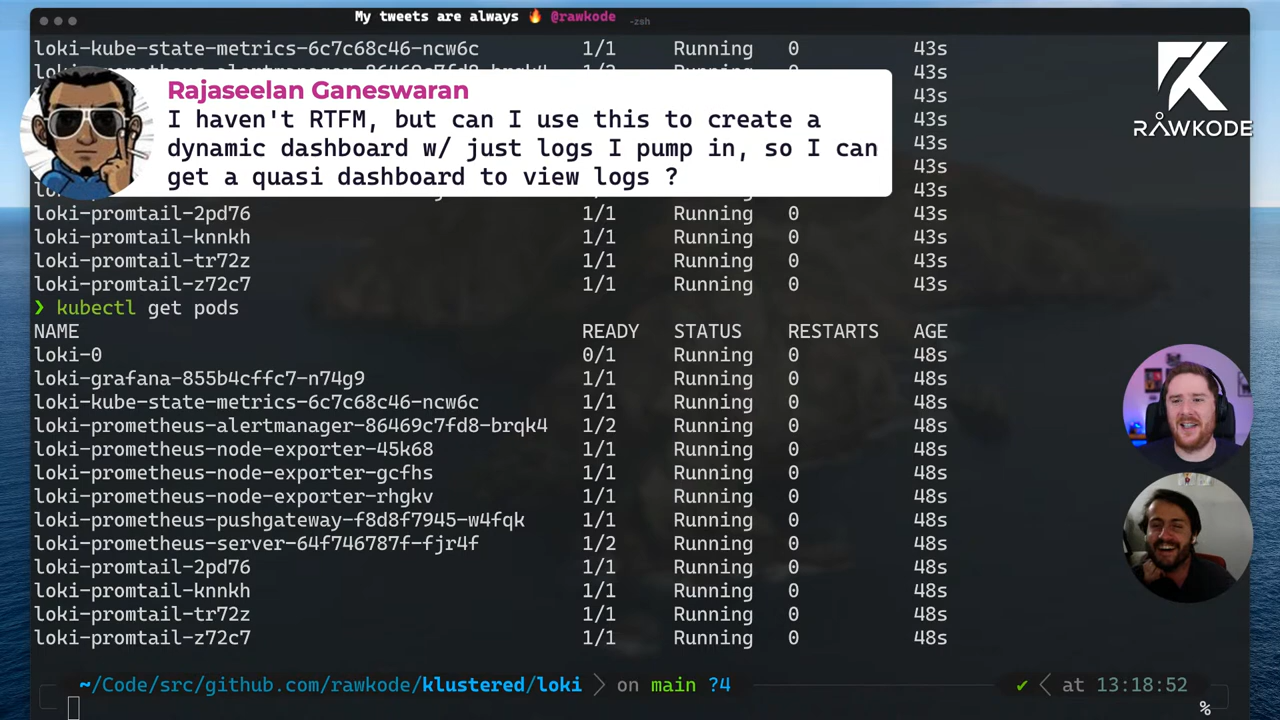 My tweets are always 🔥 @rawkode -zsh
loki-kube-state-metrics-6c7c68c46-ncw6c 1/1 Running 0 43s
loki-prometheus-alertmanager-86469c7fd8-brqk4 1/2 Running 0 43s
43s
43s
43s
43s
43s
Rajaseelan Ganeswaran
I haven't RTFM, but can I use this to create a
dynamic dashboard w/ just logs I pump in, so I can
get a quasi dashboard to view logs ?
RAWKODE
loki-promtail-2pd76 1/1 Running 0 43s
loki-promtail-knnkh 1/1 Running 0 43s
loki-promtail-tr72z 1/1 Running 0 43s
loki-promtail-z72c7 1/1 Running 0 43s
❯ kubectl get pods
NAME READY STATUS RESTARTS AGE
loki-0 0/1 Running 0 48s
loki-grafana-855b4cffc7-n74g9 1/1 Running 0 48s
loki-kube-state-metrics-6c7c68c46-ncw6c 1/1 Running 0 48s
loki-prometheus-alertmanager-86469c7fd8-brqk4 1/2 Running 0 48s
loki-prometheus-node-exporter-45k68 1/1 Running 0 48s
loki-prometheus-node-exporter-gcfhs 1/1 Running 0 48s
loki-prometheus-node-exporter-rhgkv 1/1 Running 0 48s
loki-prometheus-pushgateway-f8d8f7945-w4fqk 1/1 Running 0 48s
loki-prometheus-server-64f746787f-fjr4f 1/2 Running 0 48s
loki-promtail-2pd76 1/1 Running 0 48s
loki-promtail-knnkh 1/1 Running 0 48s
loki-promtail-tr72z 1/1 Running 0 48s
loki-promtail-z72c7 1/1 Running 0 48s
~/Code/src/github.com/rawkode/klustered/loki on main ?4 ✔ at 13:18:52
%